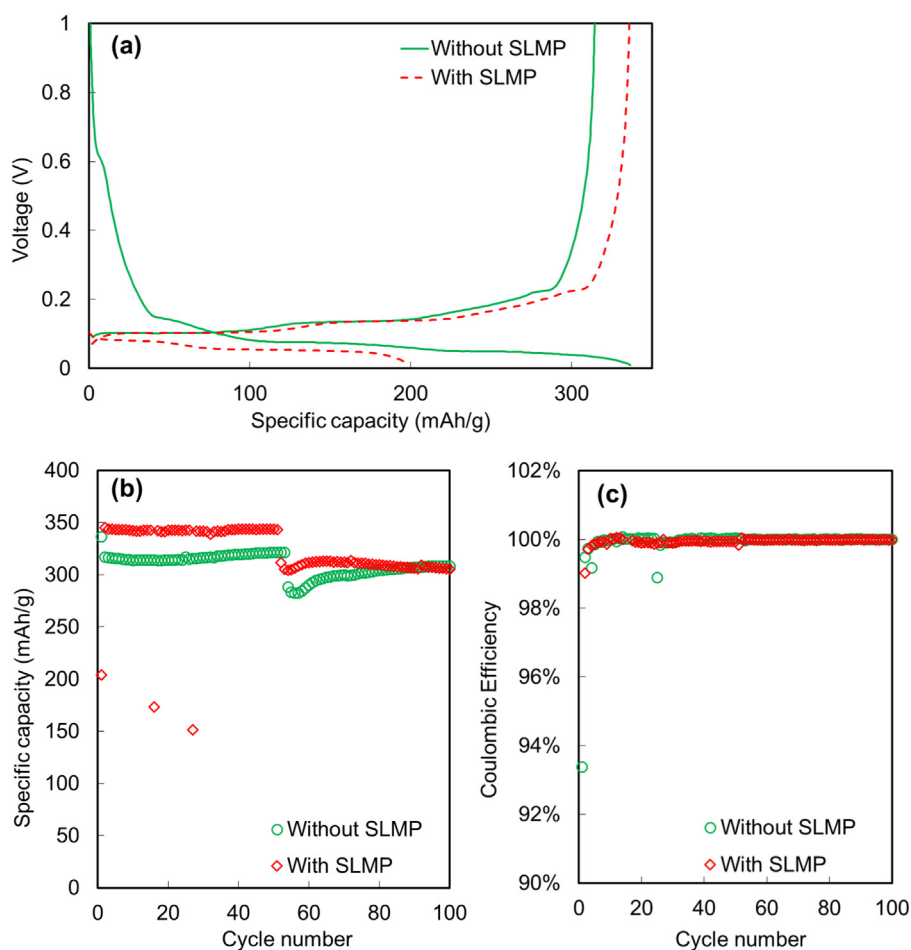 (a)
Without SLMP
With SLMP
1
0.8
0.6
0.4
0.2
0
Voltage (V)
0
100
200
300
Specific capacity (mAh/g)
(b)
400
350
300
250
200
150
100
50
0
Specific capacity (mAh/g)
Without SLMP
With SLMP
0
20
40
60
80
100
Cycle number
(c)
102%
100%
98%
96%
94%
92%
90%
Coulombic Efficiency
Without SLMP
With SLMP
0
20
40
60
80
100
Cycle number